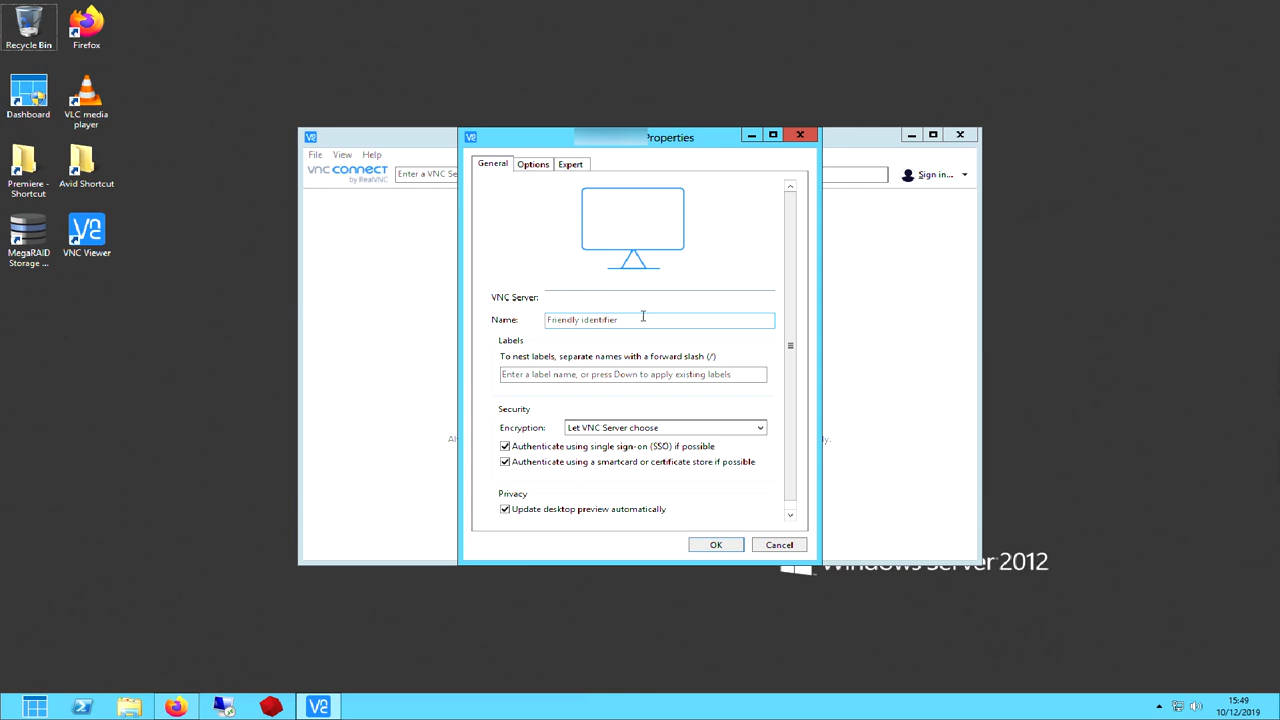 Recycle Bin
Firefox
Dashboard
VLC media
player
Premiere -
Shortcut
Avid Shortcut
MegaRAID
Storage ...
VNC Viewer
Properties
File View Help
vnc connect
by RealVNC
Enter a VNC Se
Sign in...
General Options Expert
VNC Server:
Name: Friendly identifier
Labels
To nest labels, separate names with a forward slash (/)
Enter a label name, or press Down to apply existing labels
Security
Encryption: Let VNC Server choose
Authenticate using single sign-on (SSO) if possible
Authenticate using a smartcard or certificate store if possible
Privacy
Update desktop preview automatically
OK Cancel
Windows Server 2012
15:49
10/12/2019